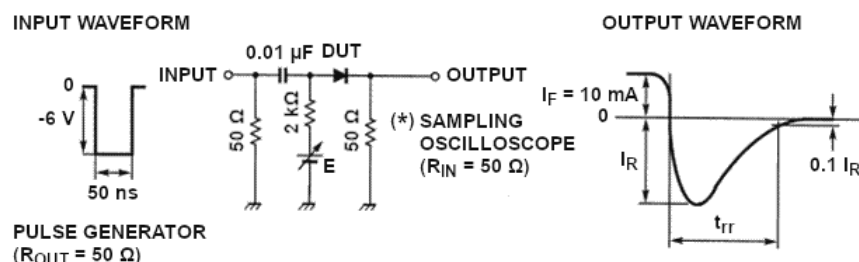 INPUT WAVEFORM
OUTPUT WAVEFORM
0
-6 V
50 ns
PULSE GENERATOR
(ROUT = 50 Ω)
0.01 µF DUT
INPUT
OUTPUT
50 Ω
2 kΩ
E
50 Ω
(*) SAMPLING
OSCILLOSCOPE
(RIN = 50 Ω)
IF = 10 mA
0
IR
0.1 IR
trr